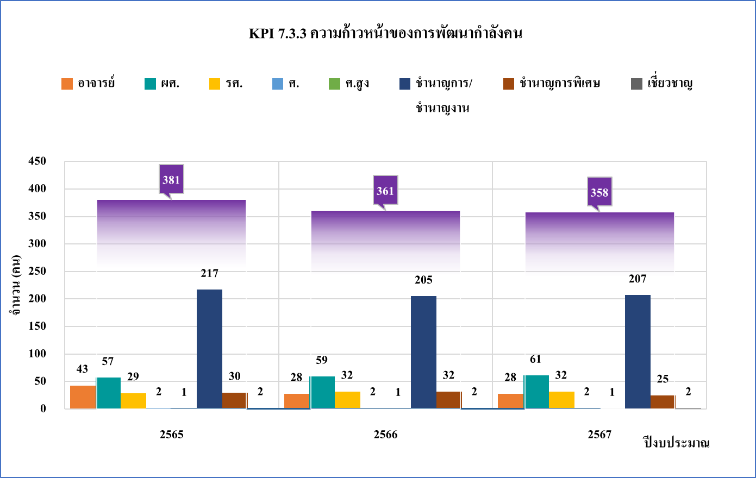 KPI 7.3.3 ความก้าวหน้าของการพัฒนากำลังคน
อาจารย์ ผศ. รศ. ศ. ศ.สูง ชำนาญการ/ ชำนาญการพิเศษ เชี่ยวชาญ
ชำนาญงาน
450
400
350
300
250
200
150
100
50
0
จำนวน (คน)
381
361
358
43 57 29 2 1 217 30 2
28 59 32 2 1 205 32 2
28 61 32 2 1 207 25 2
2565 2566 2567
ปีงบประมาณ